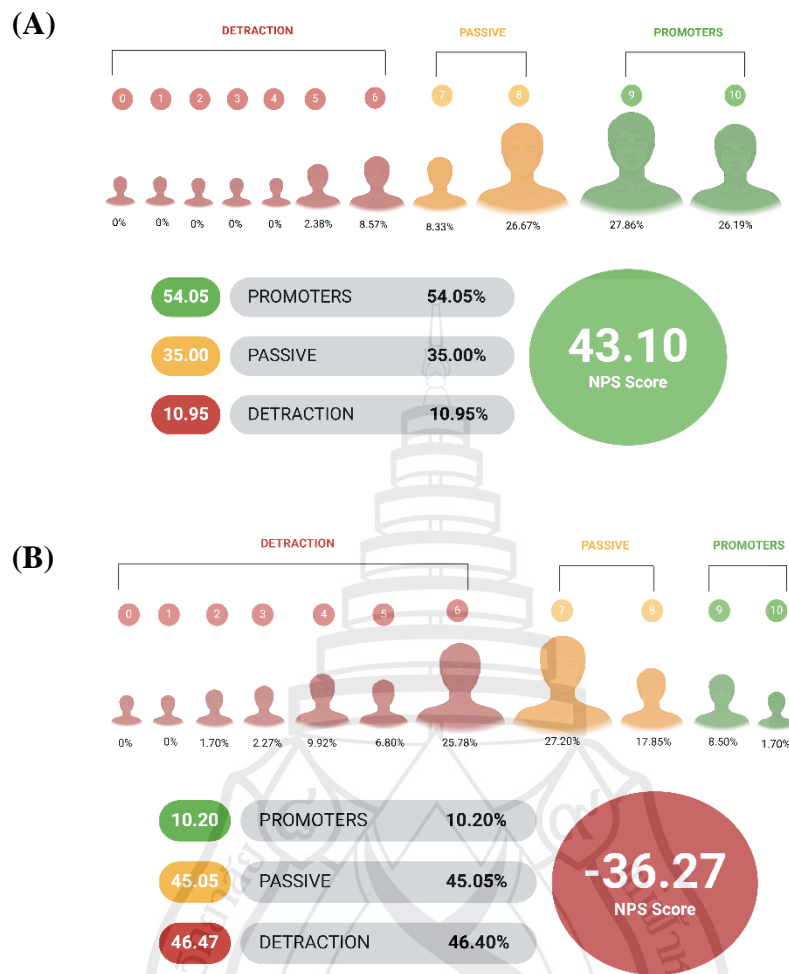 (A)
DETRACTION PASSIVE PROMOTERS
0 1 2 3 4 5 6 7 8 9 10
0% 0% 0% 0% 0% 2.38% 8.57% 8.33% 26.67% 27.86% 26.19%
54.05 PROMOTERS 54.05%
35.00 PASSIVE 35.00%
10.95 DETRACTION 10.95%
43.10
NPS Score
(B)
DETRACTION PASSIVE PROMOTERS
0 1 2 3 4 5 6 7 8 9 10
0% 0% 1.70% 2.27% 9.92% 6.80% 25.78% 27.20% 17.85% 8.50% 1.70%
10.20 PROMOTERS 10.20%
45.05 PASSIVE 45.05%
46.47 DETRACTION 46.40%
-36.27
NPS Score